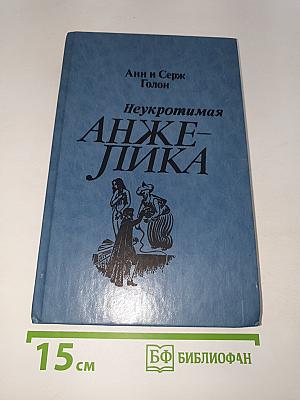 Анн и Серж
Голон
Неукротимая
АНЖЕ-
ЛИКА
15 см
БФ БИБЛИОФАН